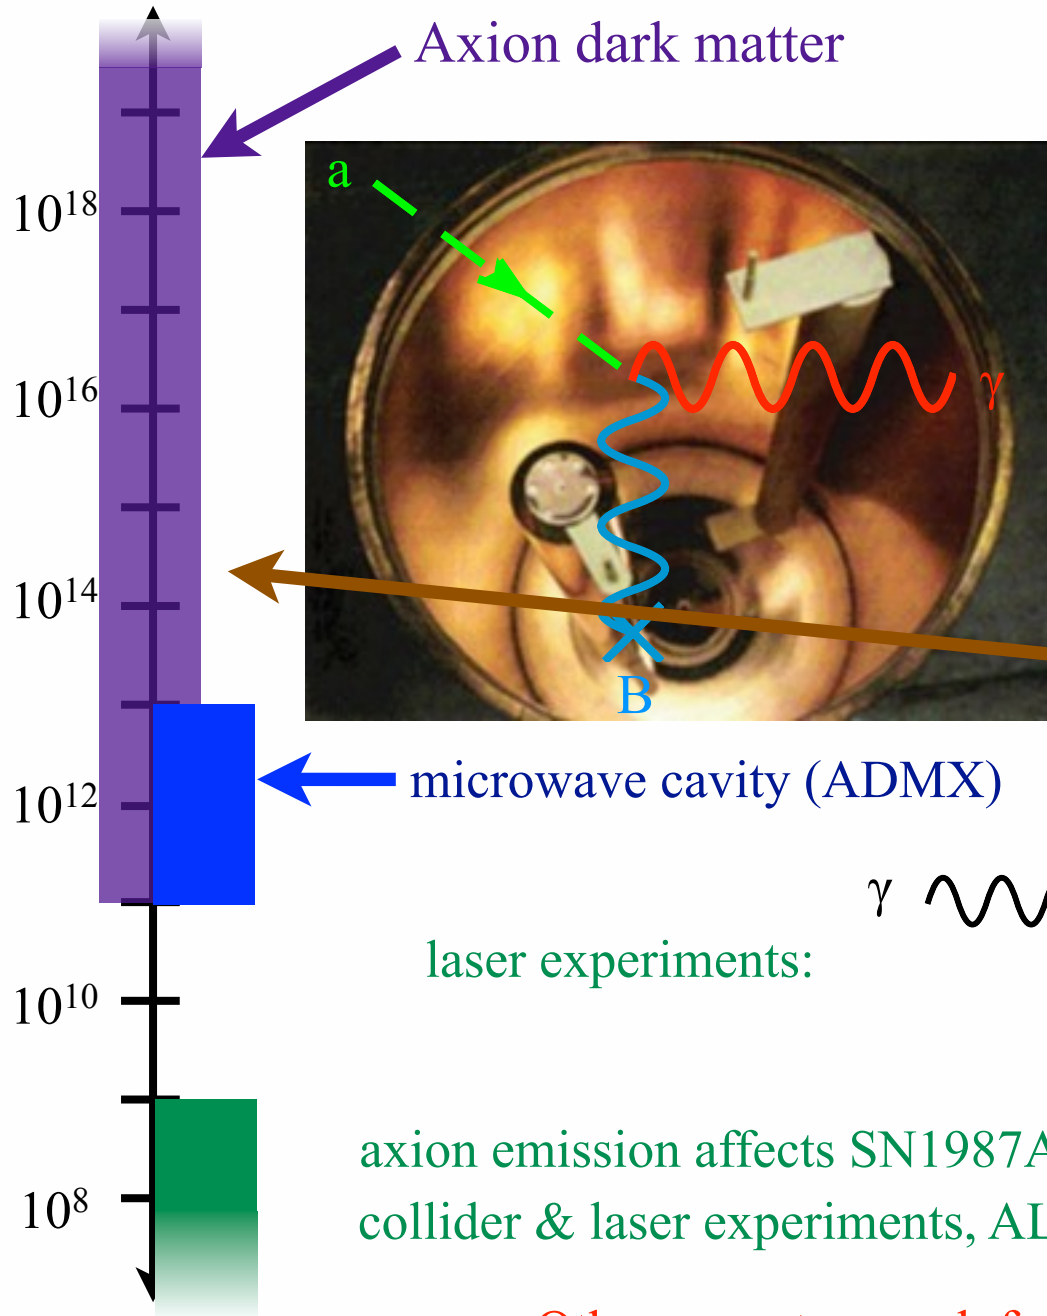 Axion dark matter
a
10¹⁸
10¹⁶
γ
10¹⁴
B
microwave cavity (ADMX)
10¹²
γ
laser experiments:
10¹⁰
axion emission affects SN1987A
10⁸
collider & laser experiments, AL